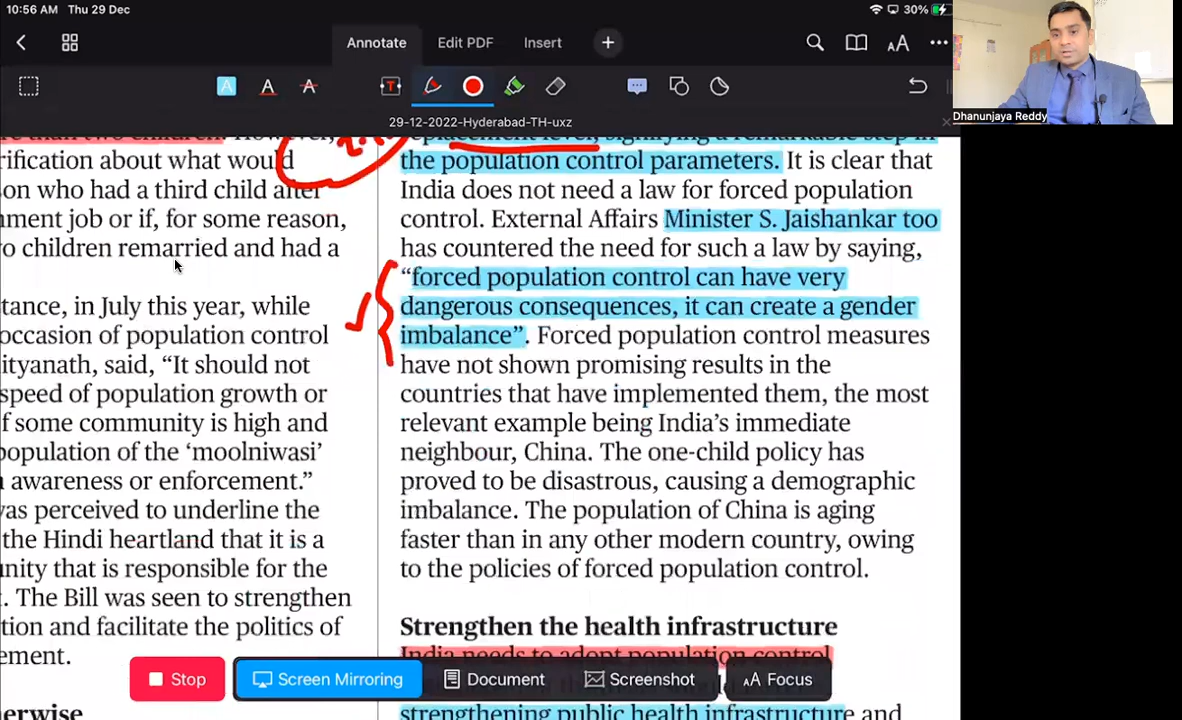 10:56 AM Thu 29 Dec
30%
Annotate
Edit PDF
Insert
AA
A
A
A
T
29-12-2022-Hyderabad-TH-uxz
Dhanunjaya Reddy
than two children. However,
rification about what would
son who had a third child after
nment job or if, for some reason,
o children remarried and had a
tance, in July this year, while
occasion of population control
ityanath, said, “It should not
speed of population growth or
f some community is high and
population of the ‘moolniwasi’
awareness or enforcement.”
was perceived to underline the
the Hindi heartland that it is a
unity that is responsible for the
. The Bill was seen to strengthen
tion and facilitate the politics of
ement.
erwise
the population control parameters. It is clear that
India does not need a law for forced population
control. External Affairs Minister S. Jaishankar too
has countered the need for such a law by saying,
“forced population control can have very
dangerous consequences, it can create a gender
imbalance”. Forced population control measures
have not shown promising results in the
countries that have implemented them, the most
relevant example being India’s immediate
neighbour, China. The one-child policy has
proved to be disastrous, causing a demographic
imbalance. The population of China is aging
faster than in any other modern country, owing
to the policies of forced population control.
Strengthen the health infrastructure
India needs to adopt population control
strengthening public health infrastructure and
Stop
Screen Mirroring
Document
Screenshot
AA Focus